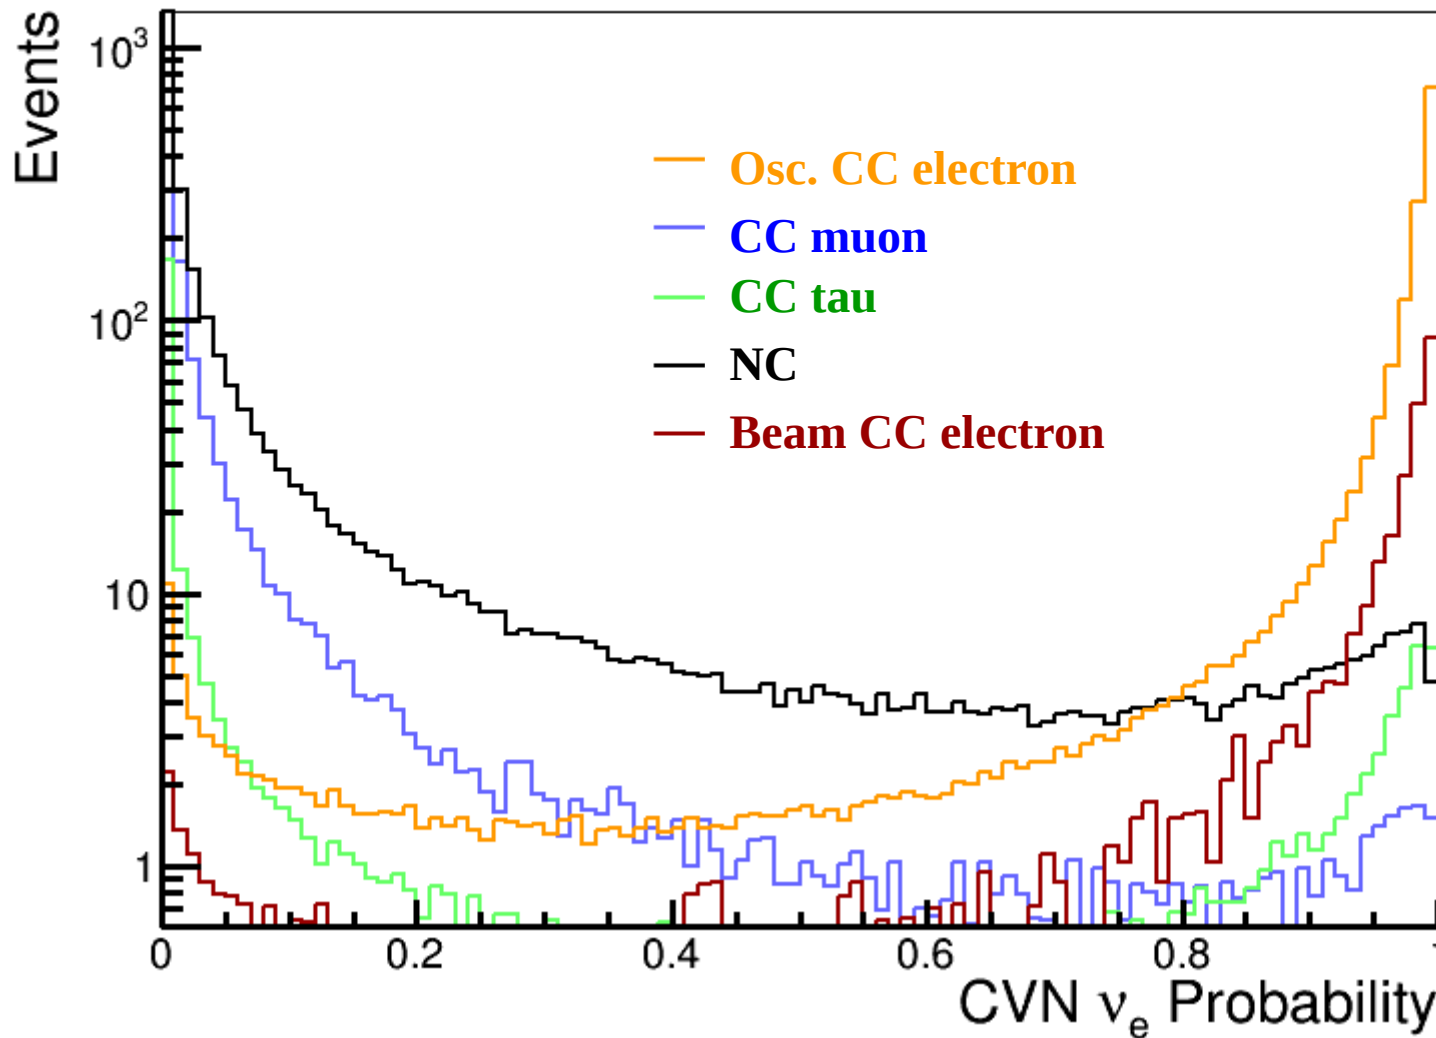 Events
10³
10²
10
1
Osc. CC electron
CC muon
CC tau
NC
Beam CC electron
0 0.2 0.4 0.6 0.8
CVN νₑ Probability